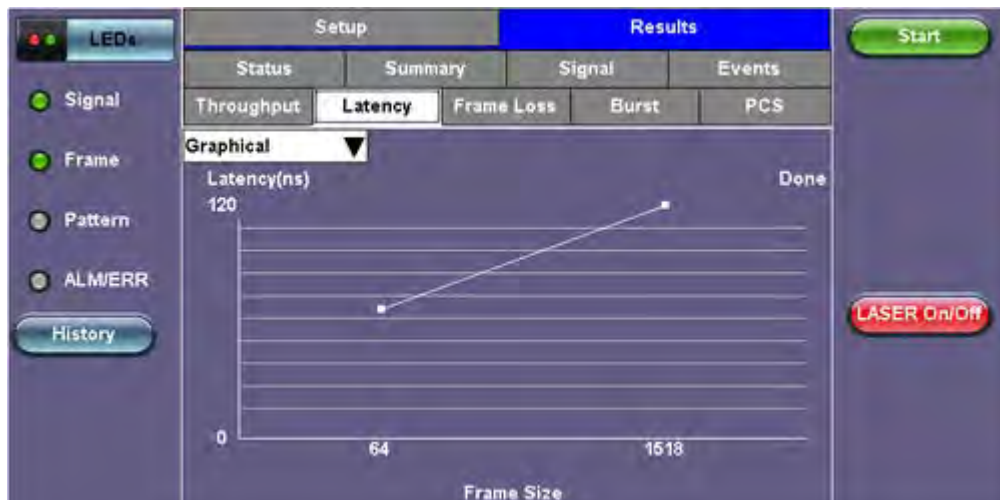 LEDs
Signal
Frame
Pattern
ALM/ERR
History
Setup Results
Status Summary Signal Events
Throughput Latency Frame Loss Burst PCS
Graphical
Latency(ns) Done
120
0
64 1518
Frame Size
Start
LASER On/Off